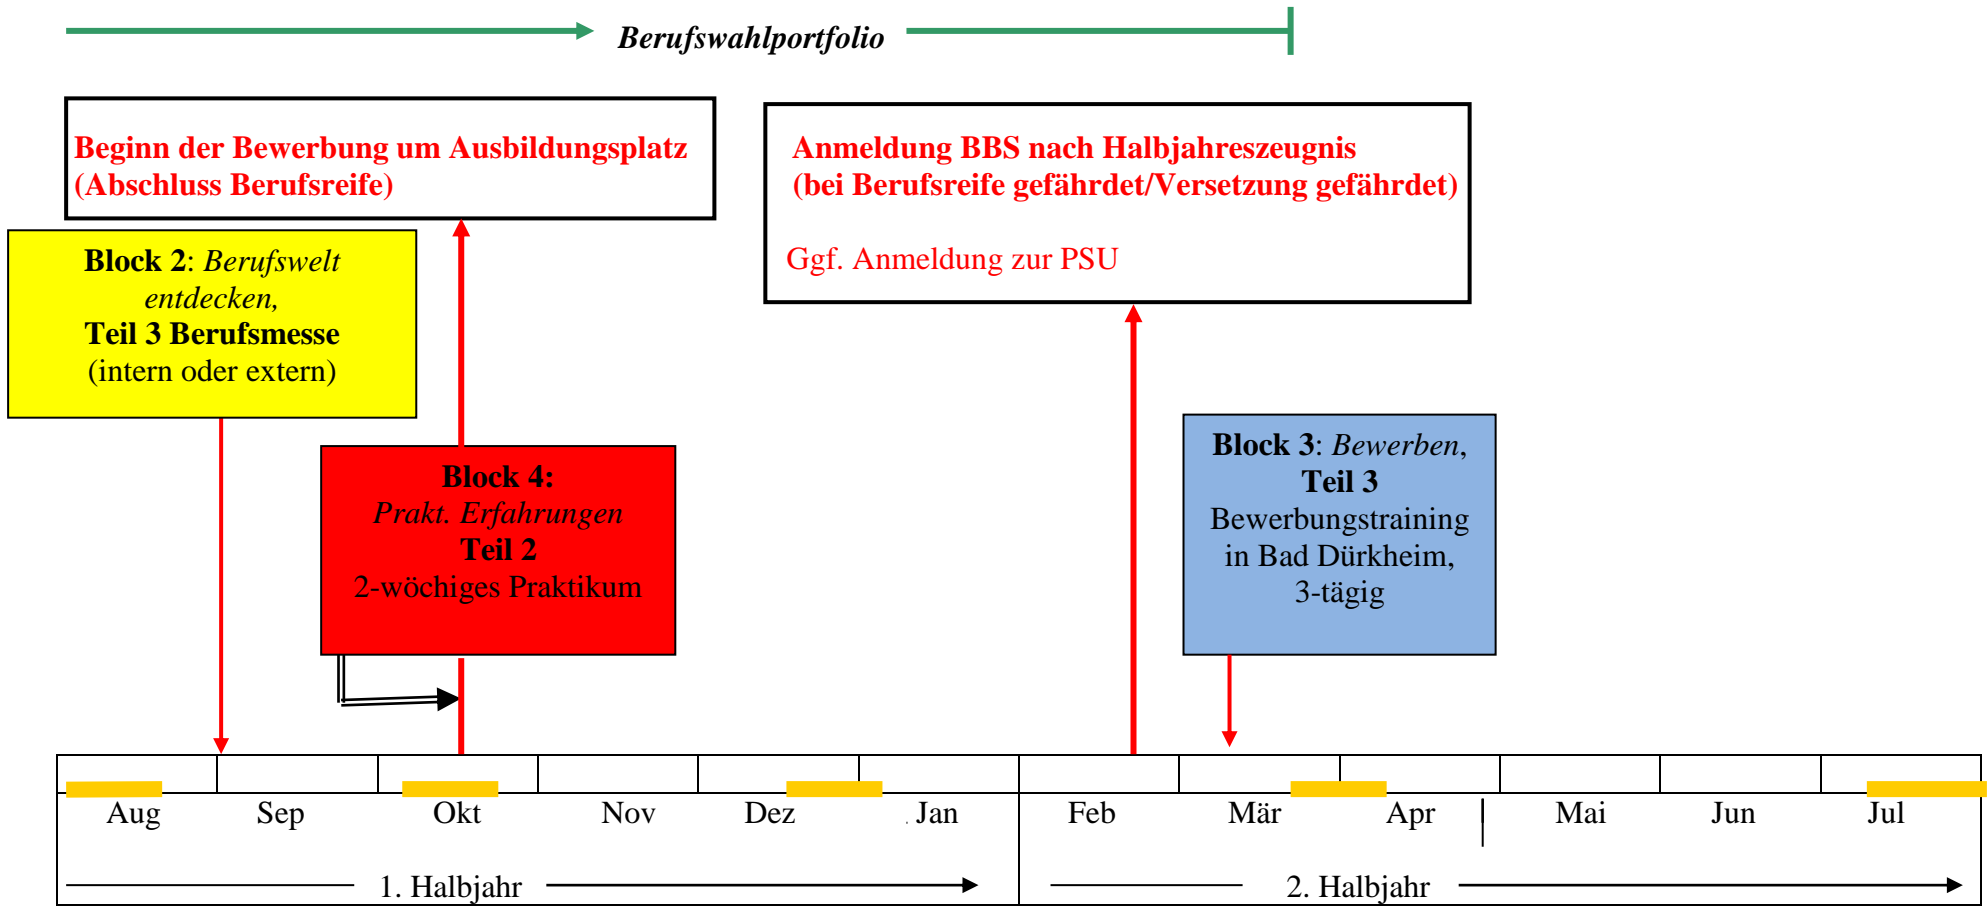 Berufswahlportfolio
Beginn der Bewerbung um Ausbildungsplatz
(Abschluss Berufsreife)
Anmeldung BBS nach Halbjahreszeugnis
(bei Berufsreife gefährdet/Versetzung gefährdet)
Ggf. Anmeldung zur PSU
Block 2: Berufswelt
entdecken,
Teil 3 Berufsmesse
(intern oder extern)
Block 4:
Prakt. Erfahrungen
Teil 2
2-wöchiges Praktikum
Block 3: Bewerben,
Teil 3
Bewerbungstraining
in Bad Dürkheim,
3-tägig
Aug Sep Okt Nov Dez Jan Feb Mär Apr Mai Jun Jul
1. Halbjahr 2. Halbjahr